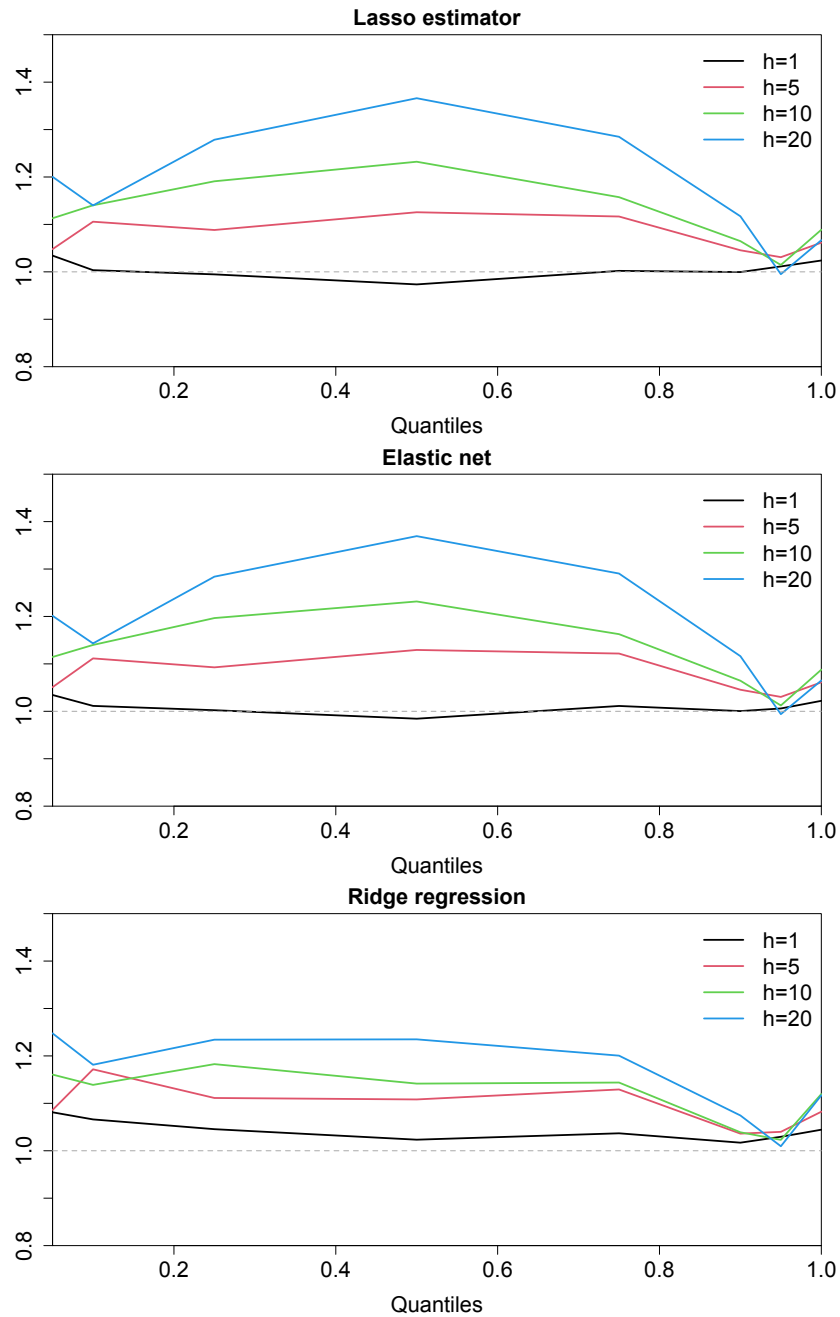 Lasso estimator
1.4
1.2
1.0
0.8
h=1
h=5
h=10
h=20
0.2 0.4 0.6 0.8 1.0
Quantiles
Elastic net
1.4
1.2
1.0
0.8
h=1
h=5
h=10
h=20
0.2 0.4 0.6 0.8 1.0
Quantiles
Ridge regression
1.4
1.2
1.0
0.8
h=1
h=5
h=10
h=20
0.2 0.4 0.6 0.8 1.0
Quantiles